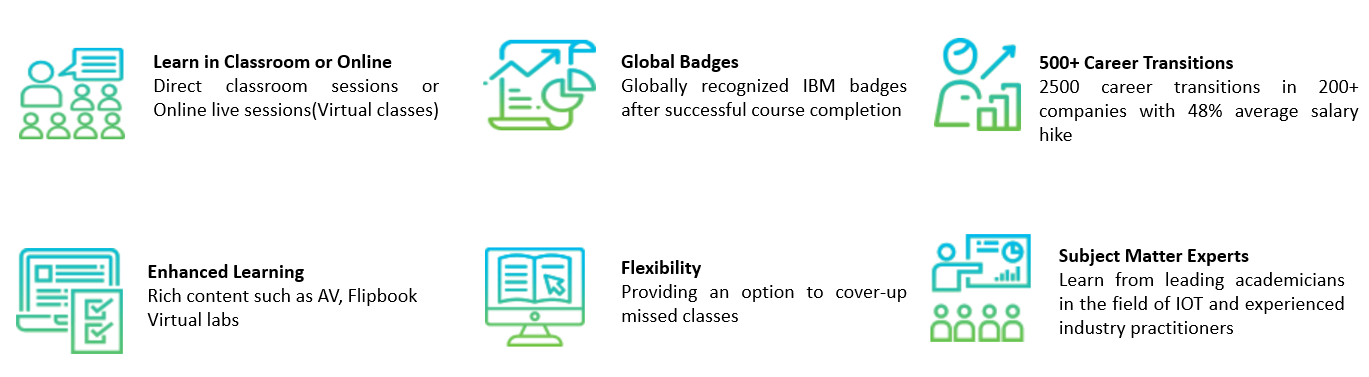 Learn in Classroom or Online
Direct classroom sessions or
Online live sessions(Virtual classes)
Global Badges
Globally recognized IBM badges
after successful course completion
500+ Career Transitions
2500 career transitions in 200+
companies with 48% average salary
hike
Enhanced Learning
Rich content such as AV, Flipbook
Virtual labs
Flexibility
Providing an option to cover-up
missed classes
Subject Matter Experts
Learn from leading academicians
in the field of IOT and experienced
industry practitioners